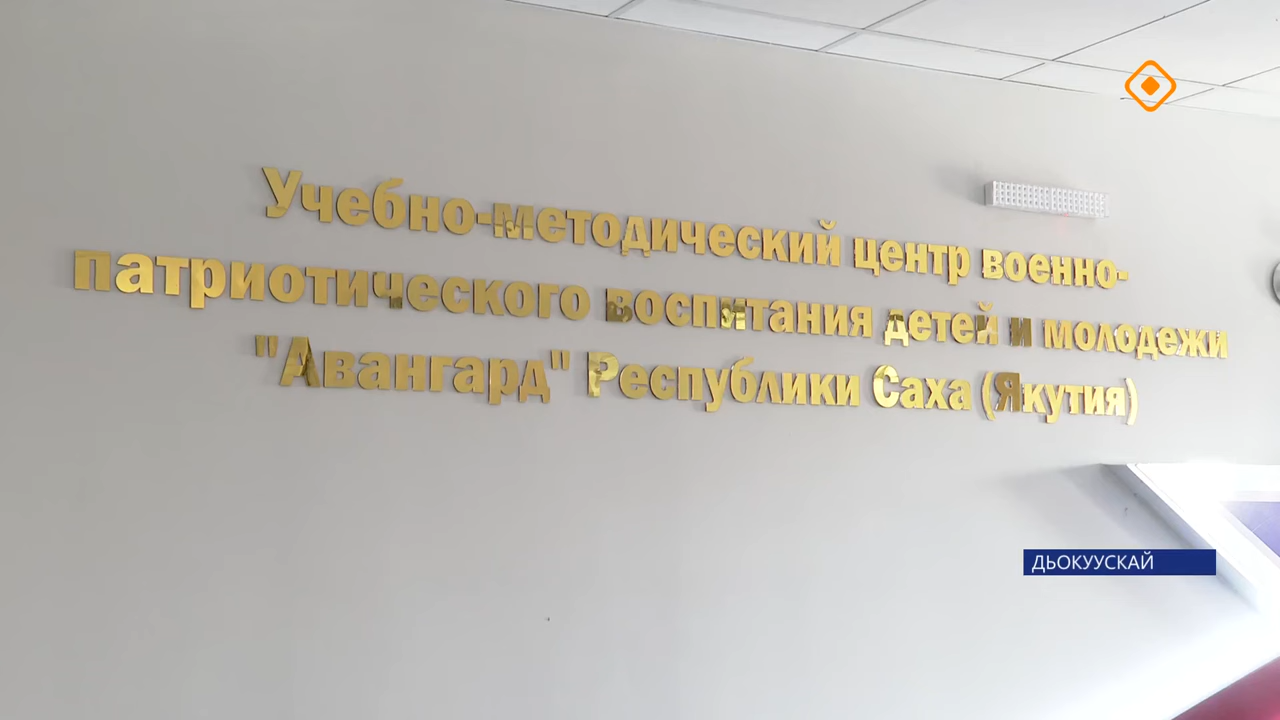 Учебно-методический центр военно-
патриотического воспитания детей и молодежи
"Авангард" Республики Саха (Якутия)
ДЬОКУУСКАЙ